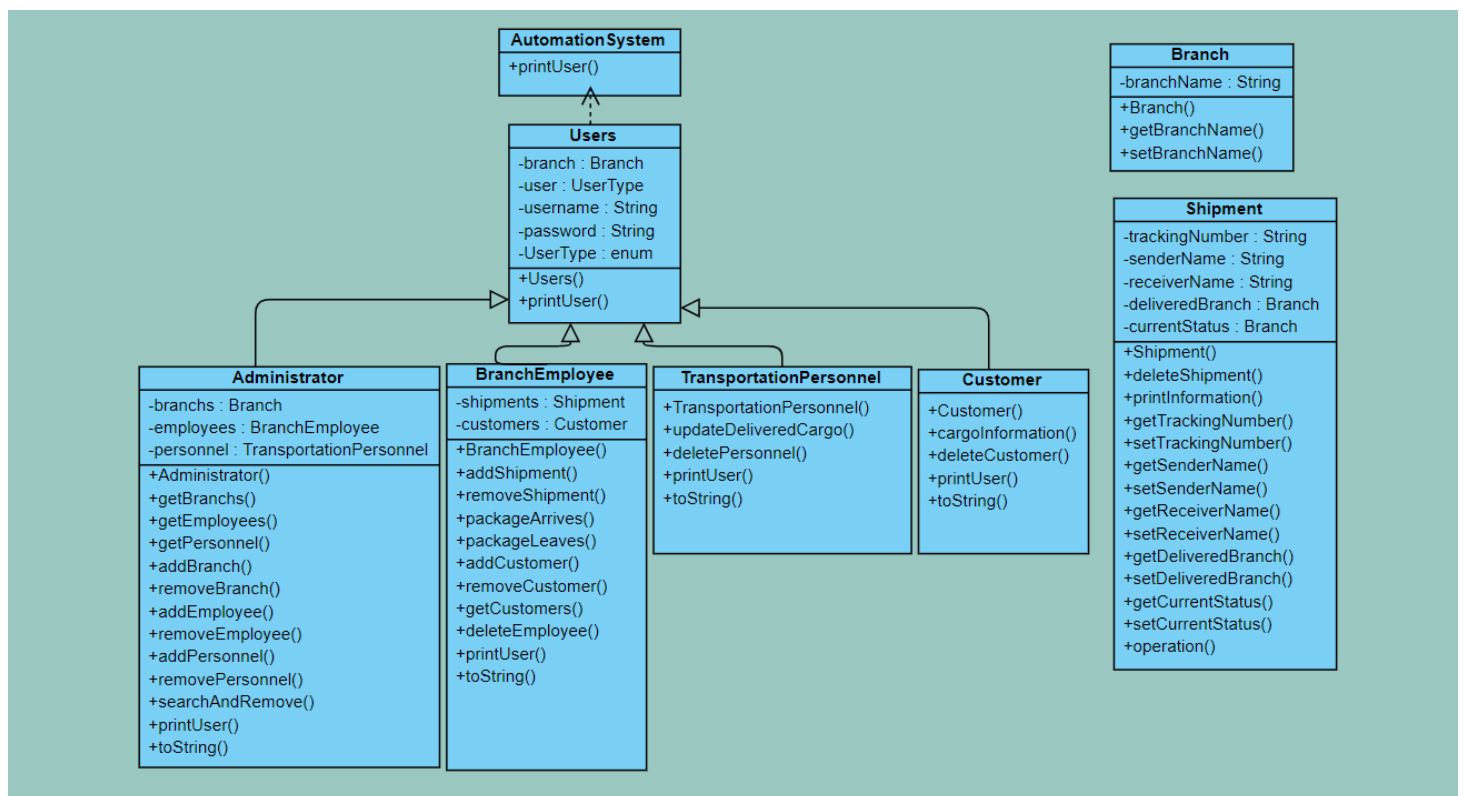 AutomationSystem
+printUser()
Users
-branch : Branch
-user : UserType
-username : String
-password : String
-UserType : enum
+Users()
+printUser()
Administrator
-branchs : Branch
-employees : BranchEmployee
-personnel : TransportationPersonnel
+Administrator()
+getBranchs()
+getEmployees()
+getPersonnel()
+addBranch()
+removeBranch()
+addEmployee()
+removeEmployee()
+addPersonnel()
+removePersonnel()
+searchAndRemove()
+printUser()
+toString()
BranchEmployee
-shipments : Shipment
-customers : Customer
+BranchEmployee()
+addShipment()
+removeShipment()
+packageArrives()
+packageLeaves()
+addCustomer()
+removeCustomer()
+getCustomers()
+deleteEmployee()
+printUser()
+toString()
TransportationPersonnel
+TransportationPersonnel()
+updateDeliveredCargo()
+deletePersonnel()
+printUser()
+toString()
Customer
+Customer()
+cargoInformation()
+deleteCustomer()
+printUser()
+toString()
Branch
-branchName : String
+Branch()
+getBranchName()
+setBranchName()
Shipment
-trackingNumber : String
-senderName : String
-receiverName : String
-deliveredBranch : Branch
-currentStatus : Branch
+Shipment()
+deleteShipment()
+printInformation()
+getTrackingNumber()
+setTrackingNumber()
+getSenderName()
+setSenderName()
+getReceiverName()
+setReceiverName()
+getDeliveredBranch()
+setDeliveredBranch()
+getCurrentStatus()
+setCurrentStatus()
+operation()